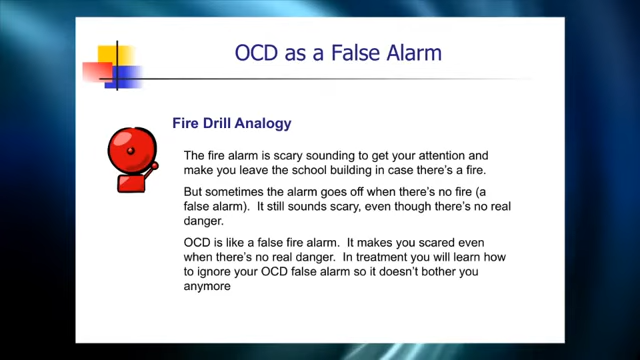 OCD as a False Alarm
Fire Drill Analogy
The fire alarm is scary sounding to get your attention and
make you leave the school building in case there's a fire.
But sometimes the alarm goes off when there's no fire (a
false alarm).  It still sounds scary, even though there's no real
danger.
OCD is like a false fire alarm.  It makes you scared even
when there's no real danger.  In treatment you will learn how
to ignore your OCD false alarm so it doesn't bother you
anymore